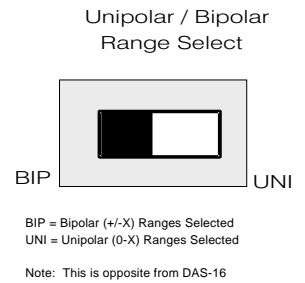 Unipolar / Bipolar
Range Select
BIP
UNI
BIP = Bipolar (+/-X) Ranges Selected
UNI = Unipolar (0-X) Ranges Selected
Note: This is opposite from DAS-16